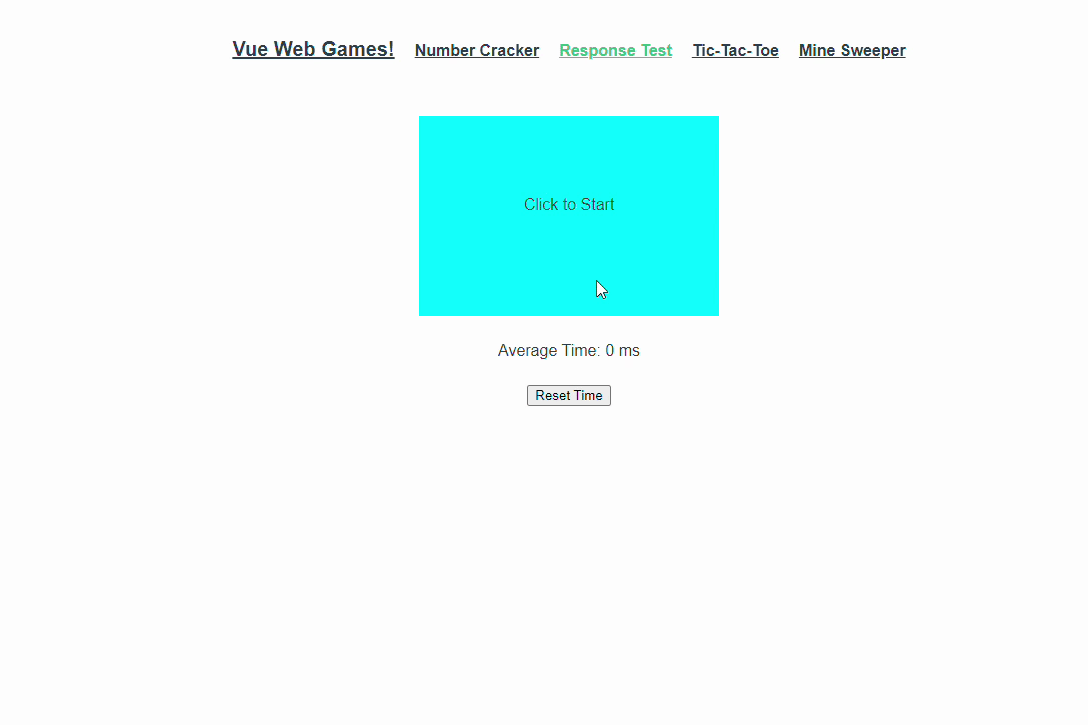 Vue Web Games! Number Cracker Response Test Tic-Tac-Toe Mine Sweeper
Click to Start
Average Time: 0 ms
Reset Time